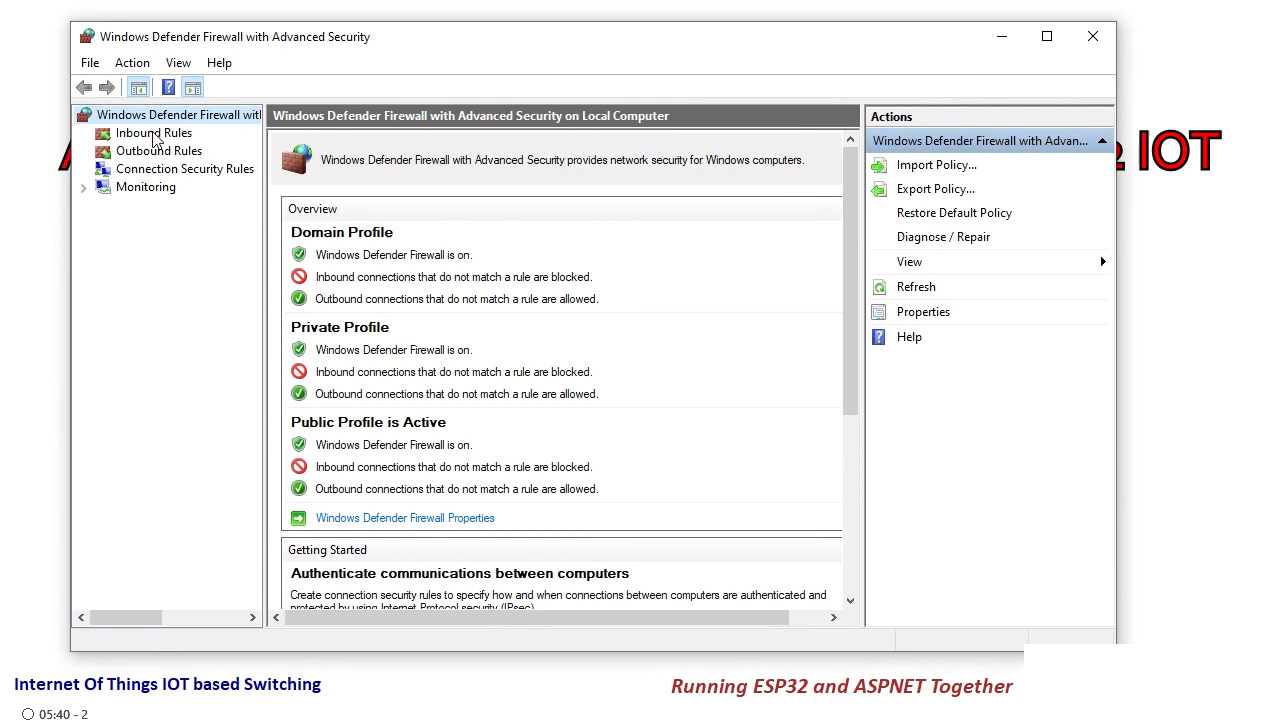 Windows Defender Firewall with Advanced Security
File Action View Help
Windows Defender Firewall wit
Inbound Rules
Outbound Rules
Connection Security Rules
Monitoring
Windows Defender Firewall with Advanced Security on Local Computer
Windows Defender Firewall with Advanced Security provides network security for Windows computers.
Overview
Domain Profile
Windows Defender Firewall is on.
Inbound connections that do not match a rule are blocked.
Outbound connections that do not match a rule are allowed.
Private Profile
Windows Defender Firewall is on.
Inbound connections that do not match a rule are blocked.
Outbound connections that do not match a rule are allowed.
Public Profile is Active
Windows Defender Firewall is on.
Inbound connections that do not match a rule are blocked.
Outbound connections that do not match a rule are allowed.
Windows Defender Firewall Properties
Getting Started
Authenticate communications between computers
Create connection security rules to specify how and when connections between computers are authenticated and
protected by using Internet Protocol security (IPsec)
Actions
Windows Defender Firewall with Advan...
Import Policy...
Export Policy...
Restore Default Policy
Diagnose / Repair
View
Refresh
Properties
Help
IOT
Internet Of Things IOT based Switching
Running ESP32 and ASPNET Together
05:40 - 2